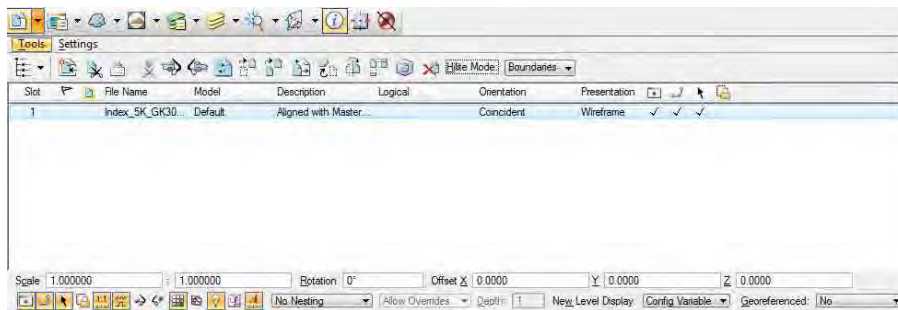 Tools Settings
Hilite Mode: Boundaries
Slot File Name Model Description Logical Orientation Presentation
1 Index_5K_GK30... Default Aligned with Master... Coincident Wireframe
Scale 1.000000 : 1.000000 Rotation 0° Offset X 0.0000 Y 0.0000 Z 0.0000
1:1 No Nesting Allow Overrides Depth: 1 New Level Display Config Variable Georeferenced: No